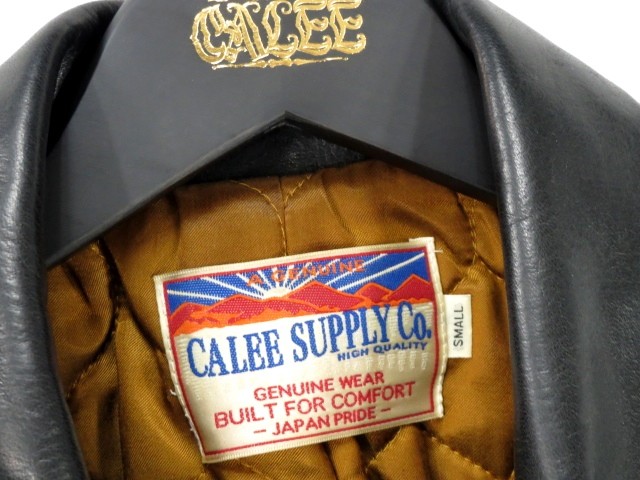 CALEE
A GENUINE
CALEE SUPPLY Co.
HIGH QUALITY
GENUINE WEAR
BUILT FOR COMFORT
- JAPAN PRIDE -
SMALL